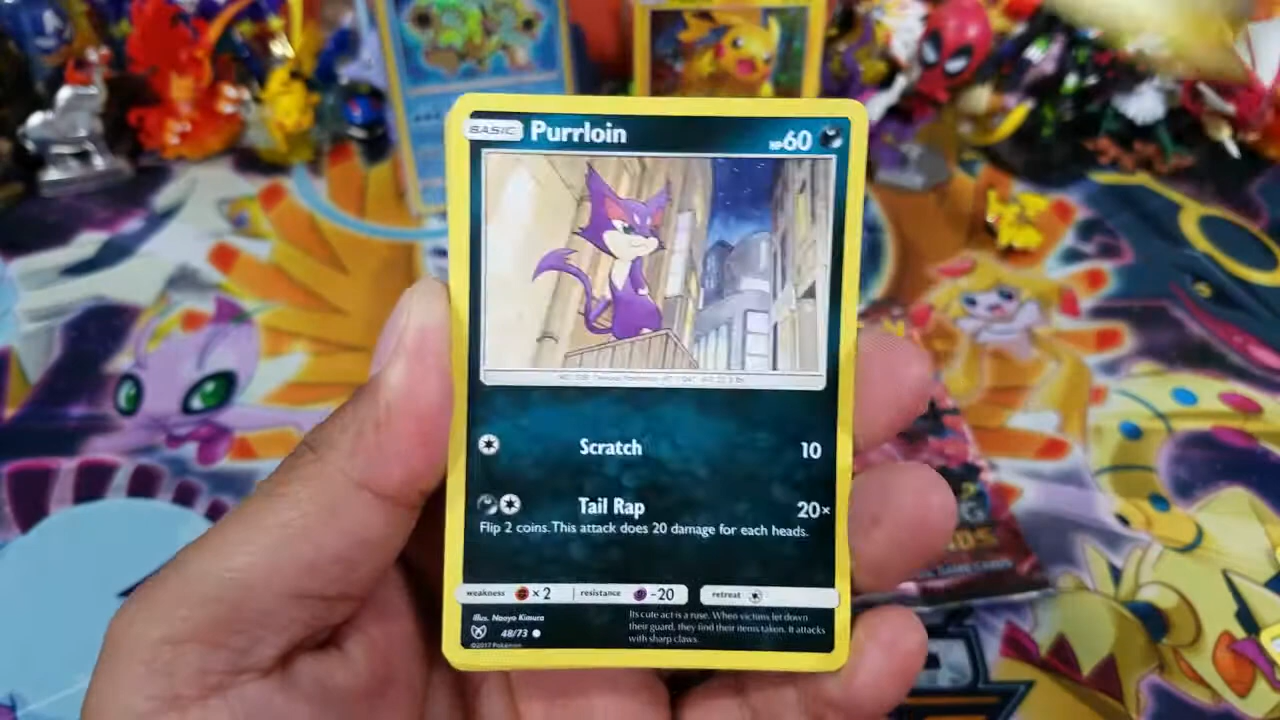 BASIC Purrloin HP60
Scratch 10
Tail Rap 20×
Flip 2 coins. This attack does 20 damage for each heads.
weakness ×2 resistance -20 retreat
Illus. Naoyo Kimura
48/73
©2017 Pokémon
Its cute act is a ruse. When victims let down
their guard, they find their items taken. It attacks
with sharp claws.